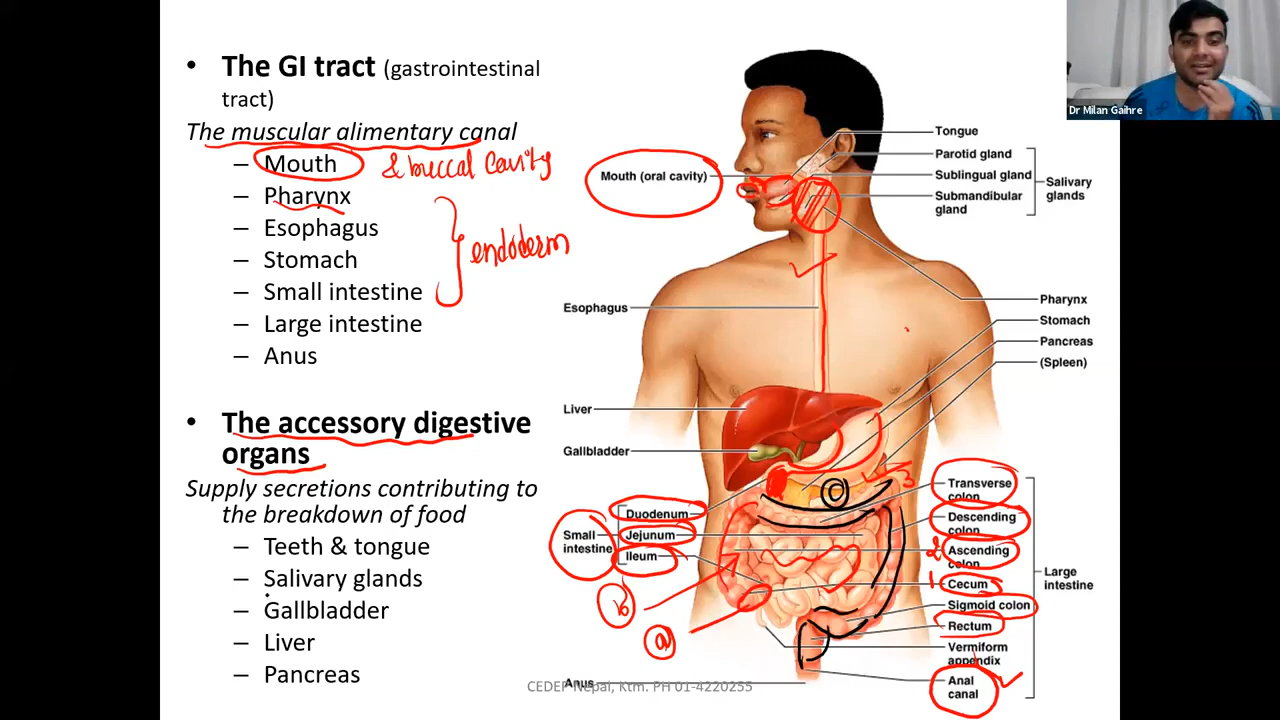 • The GI tract (gastrointestinal
tract)
The muscular alimentary canal
– Mouth & buccal cavity
– Pharynx
– Esophagus
– Stomach
– Small intestine
– Large intestine
– Anus
endoderm
• The accessory digestive
organs
Supply secretions contributing to
the breakdown of food
– Teeth & tongue
– Salivary glands
– Gallbladder
– Liver
– Pancreas
Dr Milan Gaihre
Tongue
Parotid gland
Sublingual gland
Submandibular
gland
Salivary
glands
Mouth (oral cavity)
Esophagus
Pharynx
Stomach
Pancreas
(Spleen)
Liver
Gallbladder
Small
intestine
Duodenum
Jejunum
Ileum
b
a
3
Transverse
colon
Descending
colon
2 Ascending
colon
1 Cecum
Sigmoid colon
Rectum
Vermiform
appendix
Anal
canal
Large
intestine
Anus
CEDEP Nepal, Ktm. PH 01-4220255